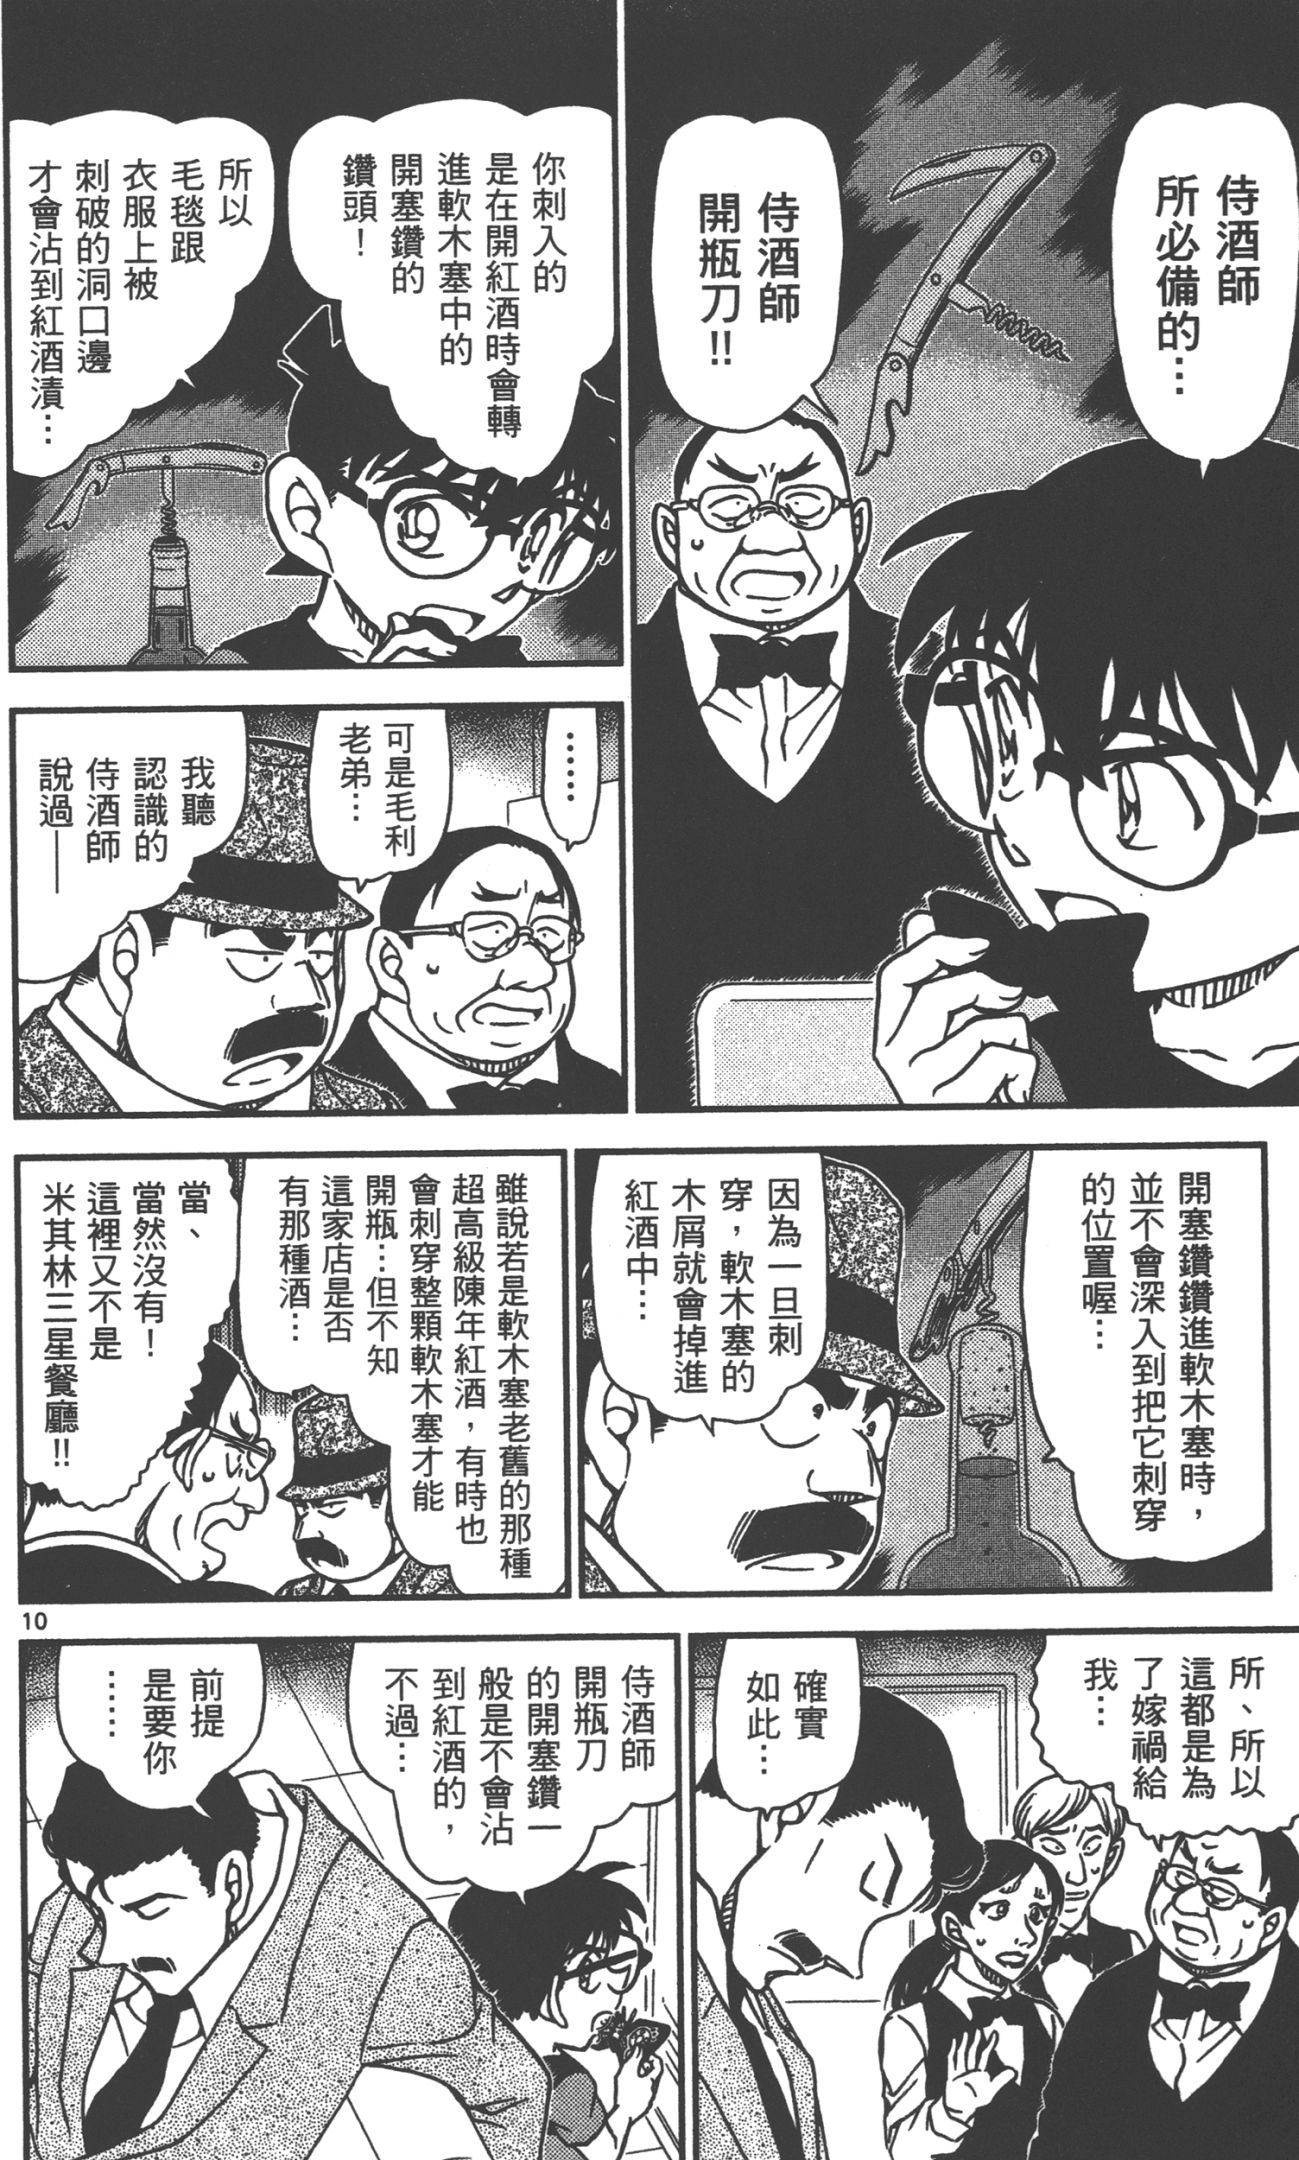 侍酒師
所必備的…
侍酒師
開瓶刀!!
你刺入的
是在開紅酒時會轉
進軟木塞中的
開塞鑽的
鑽頭！
所以
毛毯跟
衣服上被
刺破的洞口邊
才會沾到紅酒漬…
……
可是毛利
老弟…
我聽
認識的
侍酒師
說過——
開塞鑽鑽進軟木塞時，
並不會深入到把它刺穿
的位置喔…
因為一旦刺
穿，軟木塞的
木屑就會掉進
紅酒中…
雖說若是軟木塞老舊的那種
超高級陳年紅酒，有時也
會刺穿整顆軟木塞才能
開瓶…但不知
這家店是否
有那種酒…
當、
當然沒有！
這裡又不是
米其林三星餐廳!!
10
所、所以
這都是為
了嫁禍給
我…
確實
如此…
侍酒師
開瓶刀
的開塞鑽一
般是不會沾
到紅酒的，
不過…
前提
是要你
……